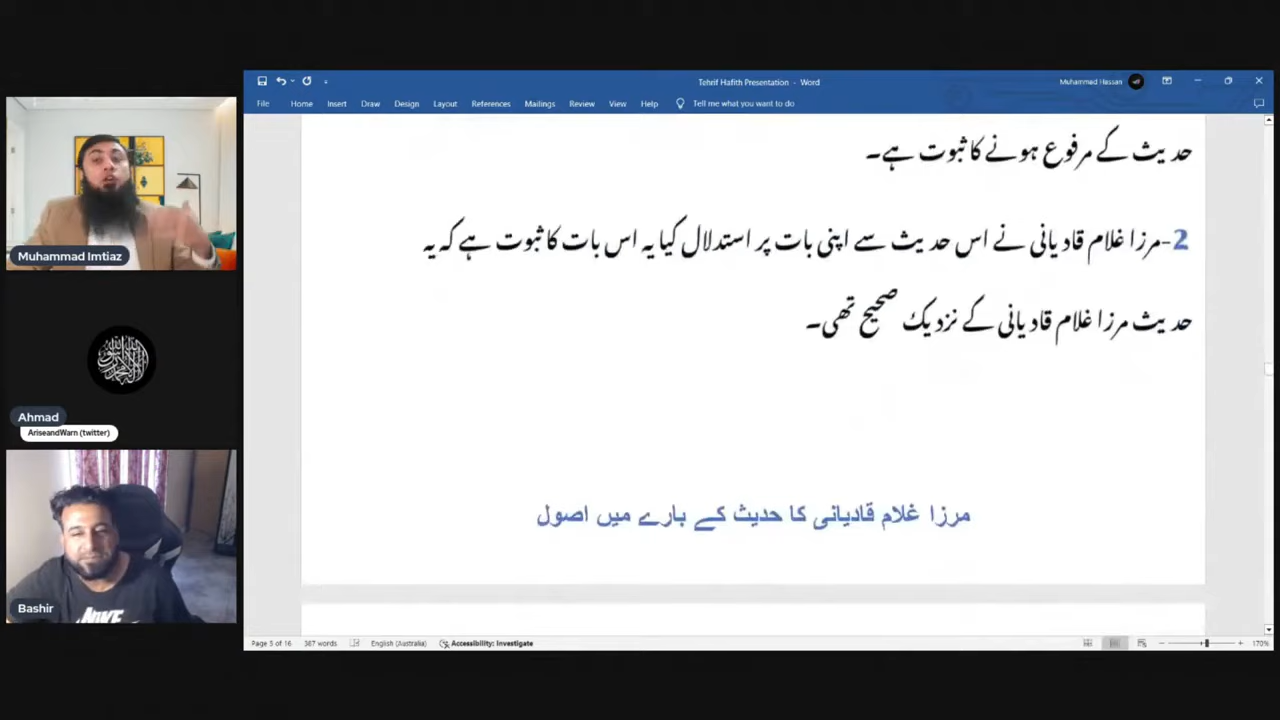 Tehrif Hafith Presentation - Word
Muhammad Hassan
File Home Insert Draw Design Layout References Mailings Review View Help Tell me what you want to do
حدیث کے مرفوع ہونے کا ثبوت ہے۔
2-مرزا غلام قادیانی نے اس حدیث سے اپنی بات پر استدلال کیا یہ اس بات کا ثبوت ہے کہ یہ
حدیث مرزا غلام قادیانی کے نزدیک صحیح تھی۔
مرزا غلام قادیانی کا حدیث کے بارے میں اصول
Muhammad Imtiaz
Ahmad
AriseandWarn (twitter)
Bashir
Page 3 of 16 387 words English (Australia) Accessibility: Investigate 170%